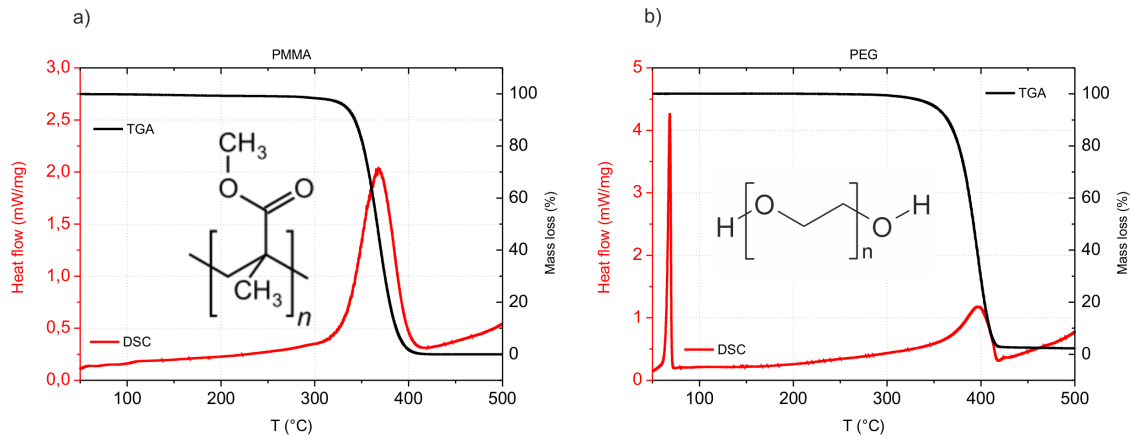 a)
PMMA
3,0
2,5
2,0
1,5
1,0
0,5
0,0
Heat flow (mW/mg)
100
80
60
40
20
0
Mass loss (%)
100 200 300 400 500
T (°C)
TGA
DSC
CH3
O
O
CH3
n
b)
PEG
5
4
3
2
1
0
Heat flow (mW/mg)
100
80
60
40
20
0
Mass loss (%)
100 200 300 400 500
T (°C)
TGA
DSC
H
O
n
O
H